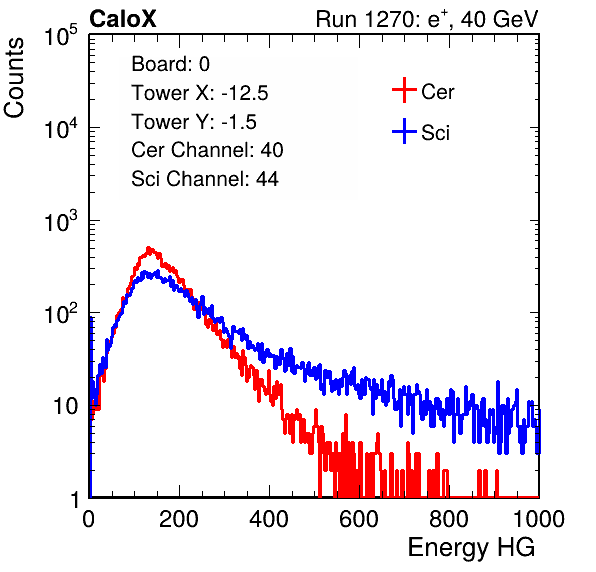 CaloX Run 1270: e⁺, 40 GeV
Counts
10⁵
10⁴
10³
10²
10
1
Board: 0
Tower X: -12.5
Tower Y: -1.5
Cer Channel: 40
Sci Channel: 44
Cer
Sci
0 200 400 600 800 1000
Energy HG